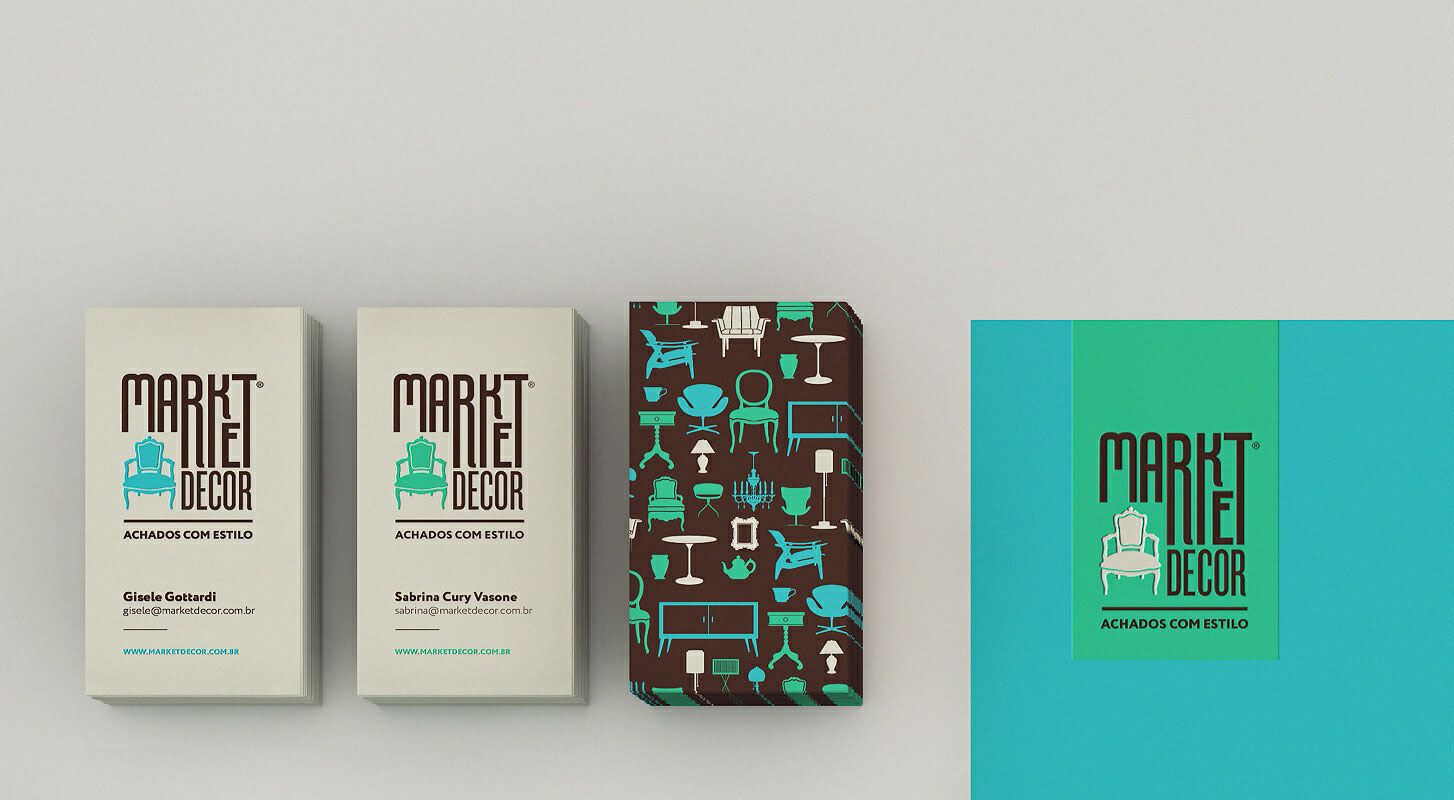 MARKET®
DECOR
ACHADOS COM ESTILO
Gisele Gottardi
gisele@marketdecor.com.br
WWW.MARKETDECOR.COM.BR
MARKET®
DECOR
ACHADOS COM ESTILO
Sabrina Cury Vasone
sabrina@marketdecor.com.br
WWW.MARKETDECOR.COM.BR
MARKET®
DECOR
ACHADOS COM ESTILO